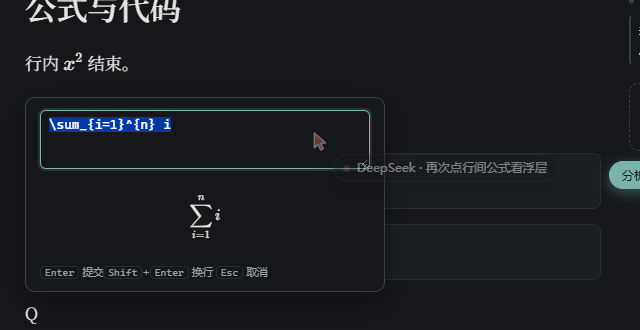 公式与代码
行内 x² 结束。
\sum_{i=1}^{n} i
DeepSeek · 再次点行间公式看浮层
分析
n
∑ i
i=1
Enter 提交 Shift + Enter 换行 Esc 取消
Q